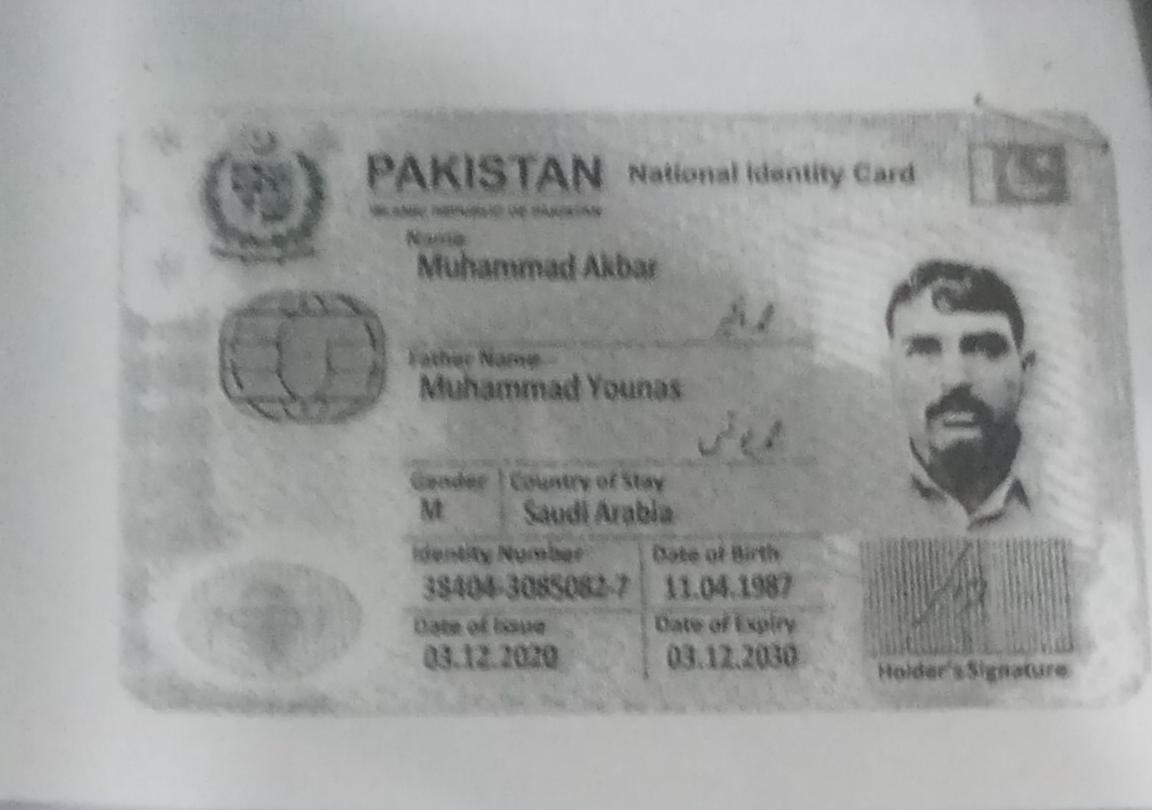 PAKISTAN National Identity Card
ISLAMIC REPUBLIC OF PAKISTAN
Name
Muhammad Akbar
محمد اکبر
Father Name
Muhammad Younas
محمد یونس
Gender Country of Stay
M Saudi Arabia
Identity Number Date of Birth
38404-3085082-7 11.04.1987
Date of Issue Date of Expiry
03.12.2020 03.12.2030
Holder's Signature